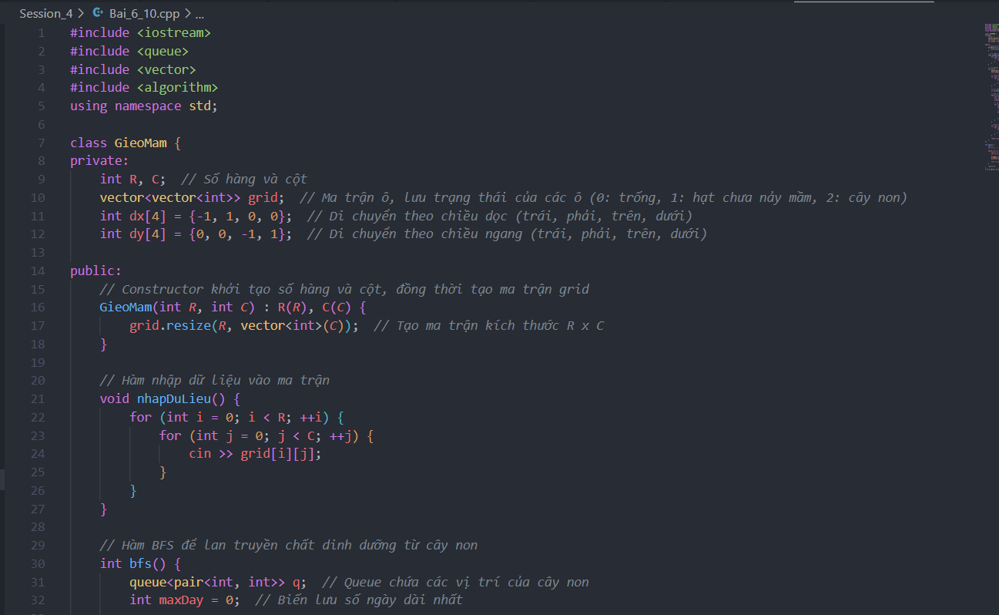 Session_4 > Bai_6_10.cpp > ...
1 #include <iostream>
2 #include <queue>
3 #include <vector>
4 #include <algorithm>
5 using namespace std;
6
7 class GieoMam {
8 private:
9     int R, C;  // Số hàng và cột
10     vector<vector<int>> grid;  // Ma trận ô, lưu trạng thái của các ô (0: trống, 1: hạt chưa nảy mầm, 2: cây non)
11     int dx[4] = {-1, 1, 0, 0};  // Di chuyển theo chiều dọc (trái, phải, trên, dưới)
12     int dy[4] = {0, 0, -1, 1};  // Di chuyển theo chiều ngang (trái, phải, trên, dưới)
13
14 public:
15     // Constructor khởi tạo số hàng và cột, đồng thời tạo ma trận grid
16     GieoMam(int R, int C) : R(R), C(C) {
17         grid.resize(R, vector<int>(C));  // Tạo ma trận kích thước R x C
18     }
19
20     // Hàm nhập dữ liệu vào ma trận
21     void nhapDuLieu() {
22         for (int i = 0; i < R; ++i) {
23             for (int j = 0; j < C; ++j) {
24                 cin >> grid[i][j];
25             }
26         }
27     }
28
29     // Hàm BFS để lan truyền chất dinh dưỡng từ cây non
30     int bfs() {
31         queue<pair<int, int>> q;  // Queue chứa các vị trí của cây non
32         int maxDay = 0;  // Biến lưu số ngày dài nhất